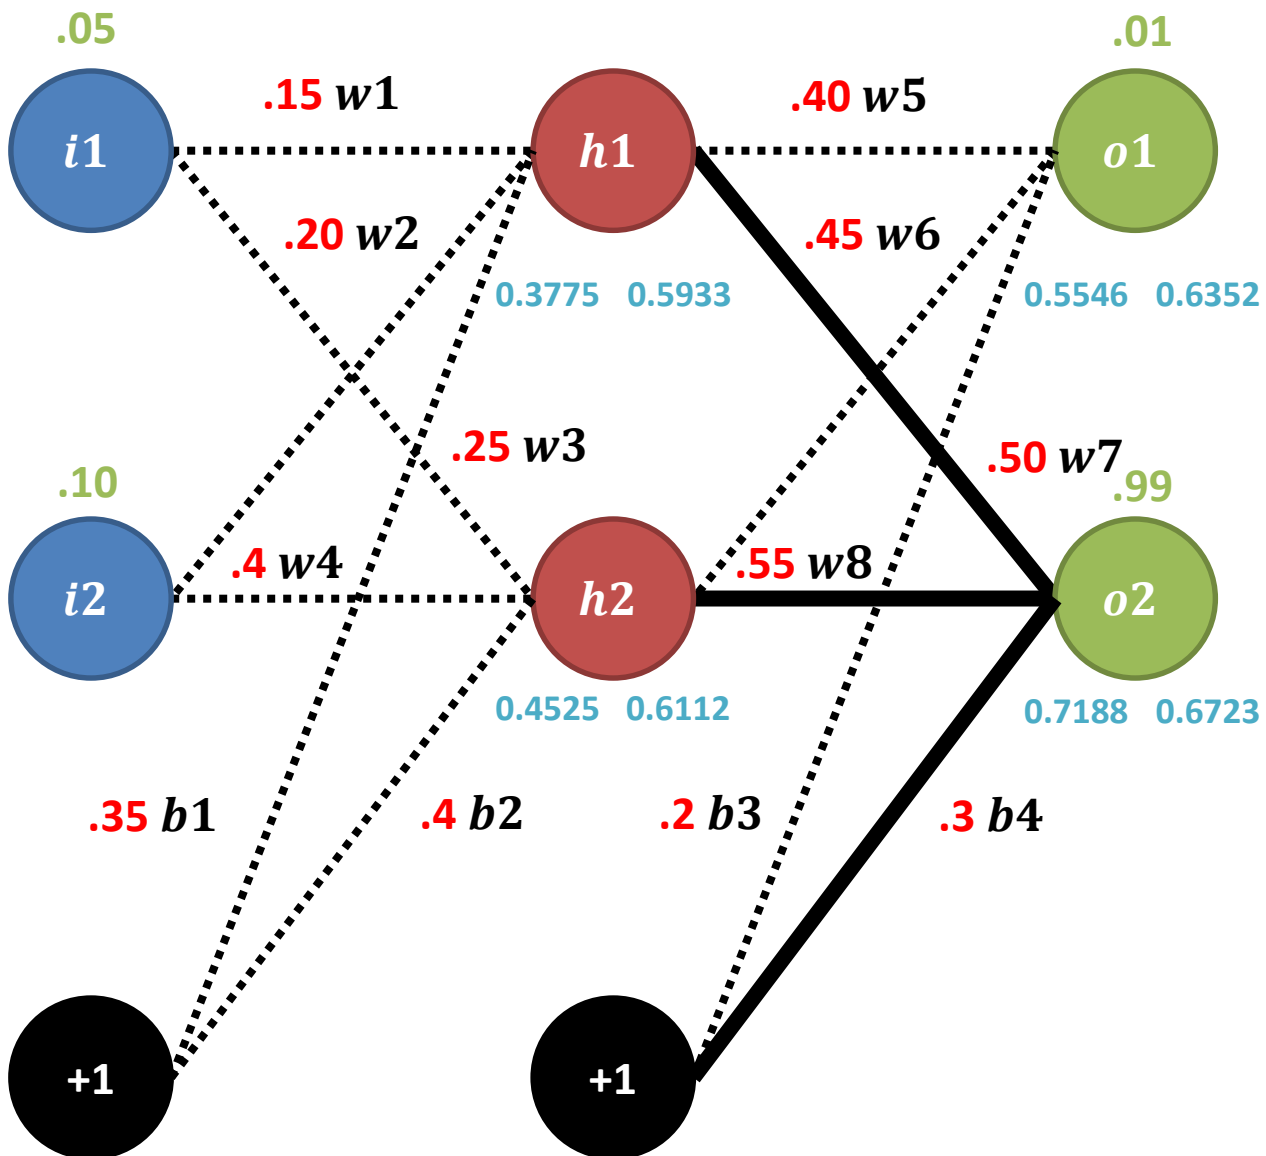 .05
.01
.15 w1
.40 w5
i1
h1
o1
.20 w2
.45 w6
0.3775 0.5933
0.5546 0.6352
.25 w3
.50 w7
.10
.99
.4 w4
.55 w8
i2
h2
o2
0.4525 0.6112
0.7188 0.6723
.35 b1
.4 b2
.2 b3
.3 b4
+1
+1